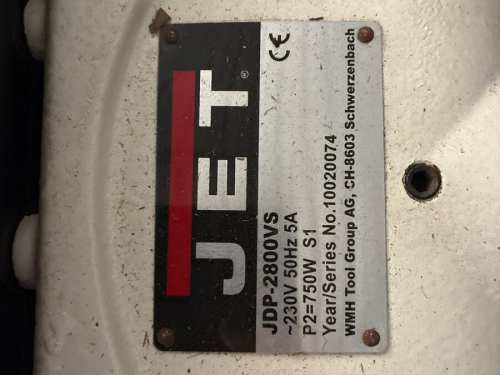 JET®
JDP-2800VS
~230V 50Hz 5A
P2=750W S1
Year/Series No.10020074
WMH Tool Group AG, CH-8603 Schwerzenbach
CE